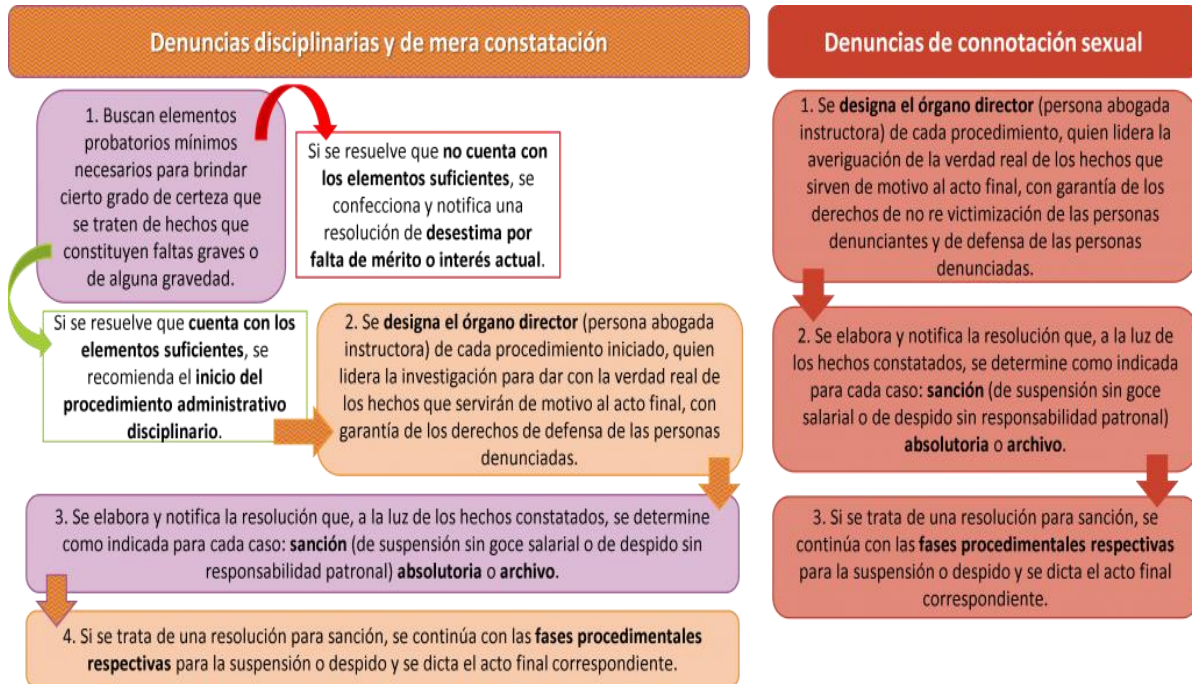 Denuncias disciplinarias y de mera constatación
1. Buscan elementos
probatorios mínimos
necesarios para brindar
cierto grado de certeza que
se traten de hechos que
constituyen faltas graves o
de alguna gravedad.
Si se resuelve que no cuenta con
los elementos suficientes, se
confecciona y notifica una
resolución de desestima por
falta de mérito o interés actual.
Si se resuelve que cuenta con los
elementos suficientes, se
recomienda el inicio del
procedimiento administrativo
disciplinario.
2. Se designa el órgano director (persona abogada
instructora) de cada procedimiento iniciado, quien
lidera la investigación para dar con la verdad real de
los hechos que servirán de motivo al acto final, con
garantía de los derechos de defensa de las personas
denunciadas.
3. Se elabora y notifica la resolución que, a la luz de los hechos constatados, se determine
como indicada para cada caso: sanción (de suspensión sin goce salarial o de despido sin
responsabilidad patronal) absolutoria o archivo.
4. Si se trata de una resolución para sanción, se continúa con las fases procedimentales
respectivas para la suspensión o despido y se dicta el acto final correspondiente.
Denuncias de connotación sexual
1. Se designa el órgano director (persona abogada
instructora) de cada procedimiento, quien lidera la
averiguación de la verdad real de los hechos que
sirven de motivo al acto final, con garantía de los
derechos de no re victimización de las personas
denunciantes y de defensa de las personas
denunciadas.
2. Se elabora y notifica la resolución que, a la luz de
los hechos constatados, se determine como indicada
para cada caso: sanción (de suspensión sin goce
salarial o de despido sin responsabilidad patronal)
absolutoria o archivo.
3. Si se trata de una resolución para sanción, se
continúa con las fases procedimentales respectivas
para la suspensión o despido y se dicta el acto final
correspondiente.